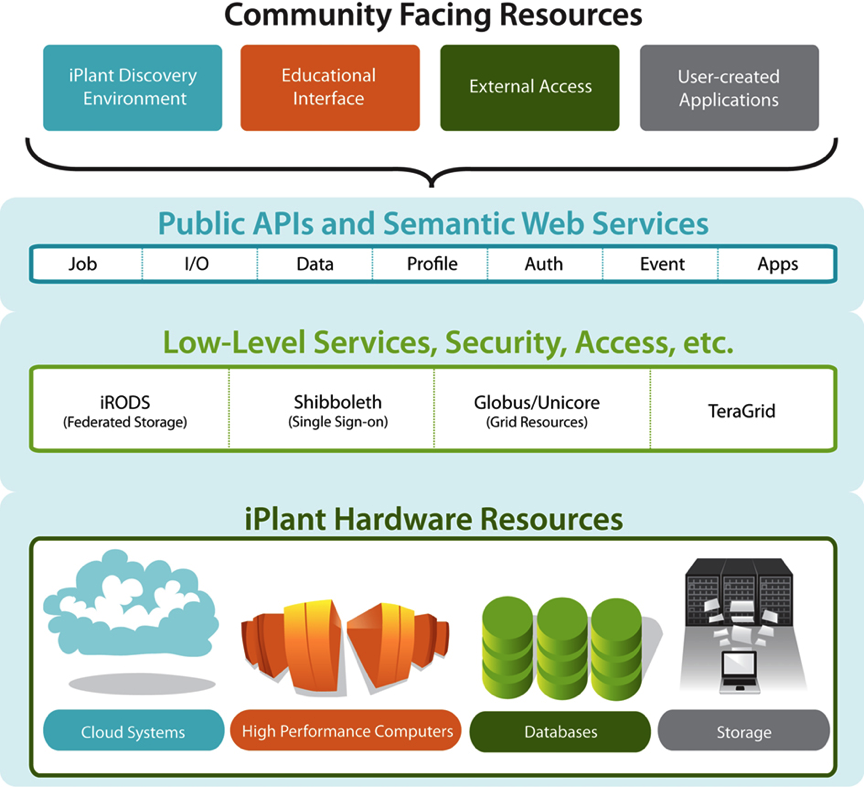 Community Facing Resources
iPlant Discovery
Environment
Educational
Interface
External Access
User-created
Applications
Public APIs and Semantic Web Services
Job I/O Data Profile Auth Event Apps
Low-Level Services, Security, Access, etc.
iRODS
(Federated Storage)
Shibboleth
(Single Sign-on)
Globus/Unicore
(Grid Resources)
TeraGrid
iPlant Hardware Resources
Cloud Systems
High Performance Computers
Databases
Storage